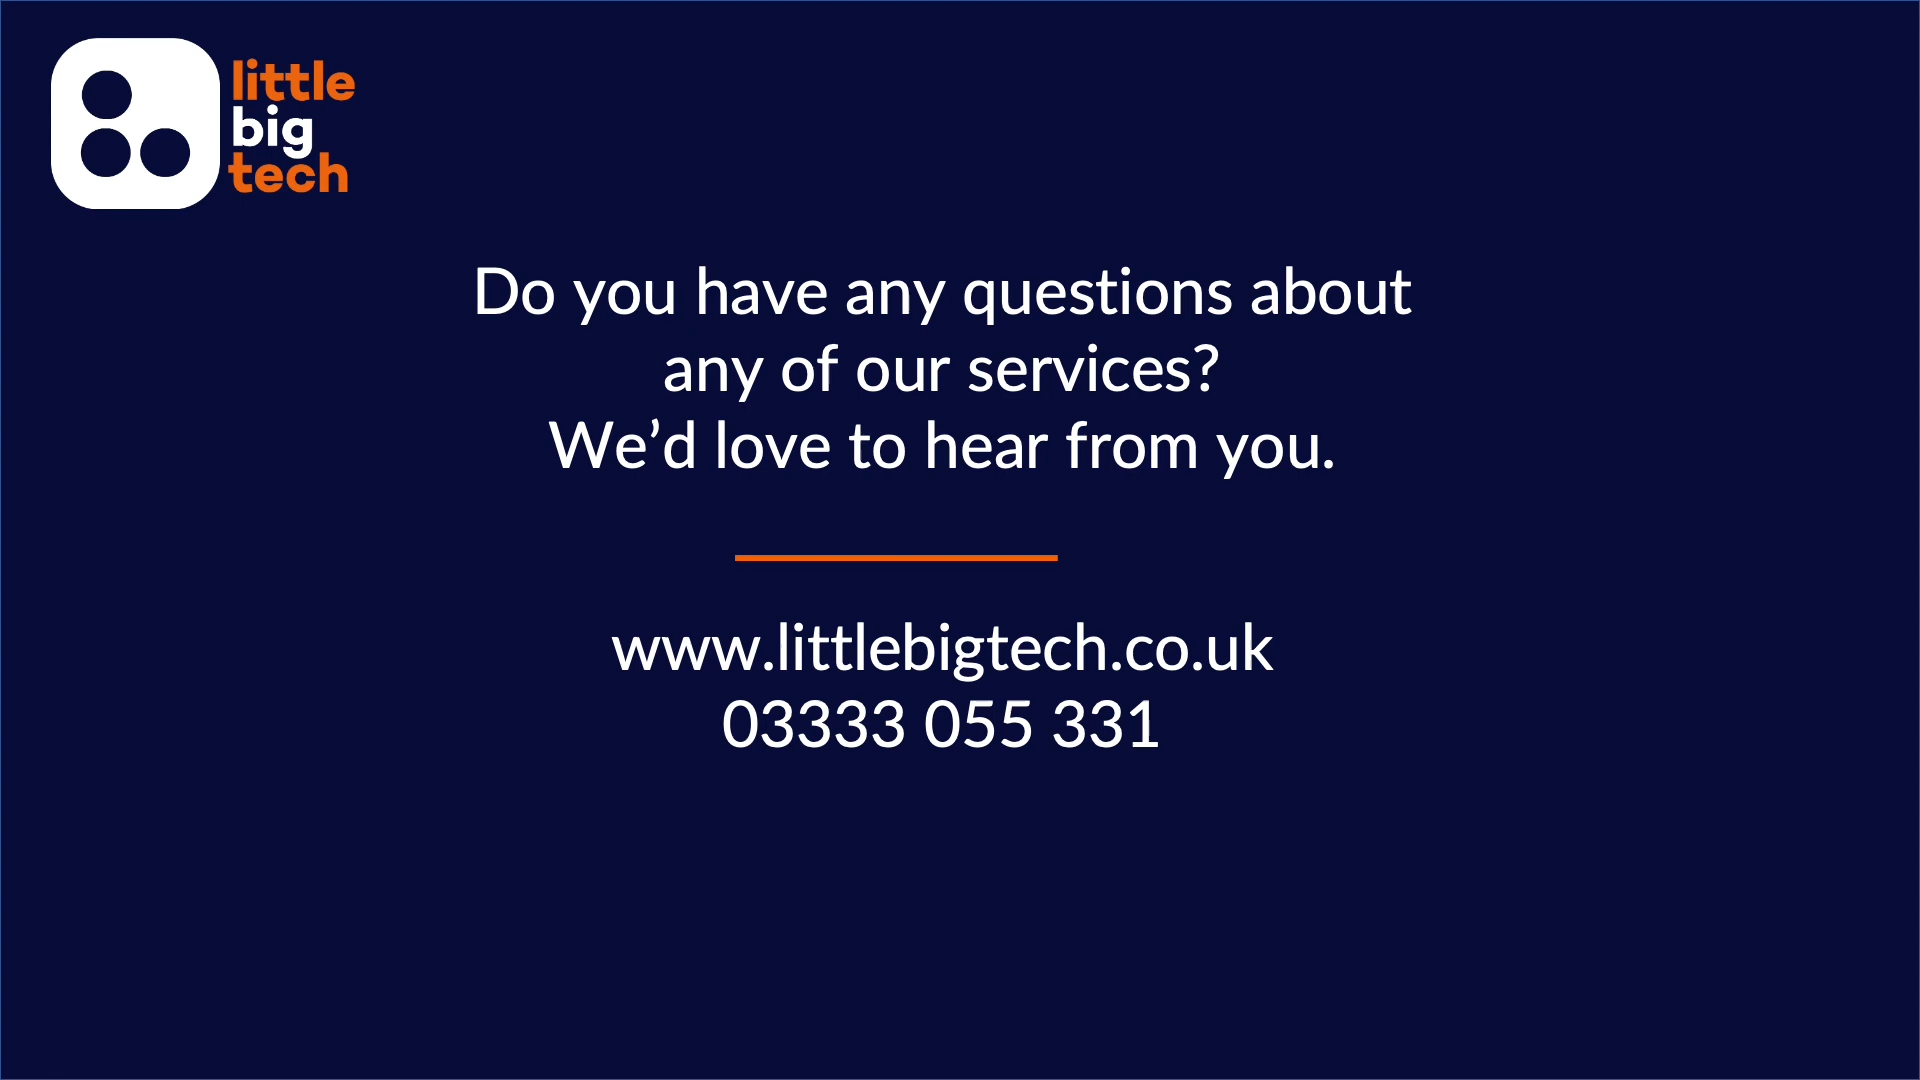 little
big
tech
Do you have any questions about
any of our services?
We’d love to hear from you.
www.littlebigtech.co.uk
03333 055 331